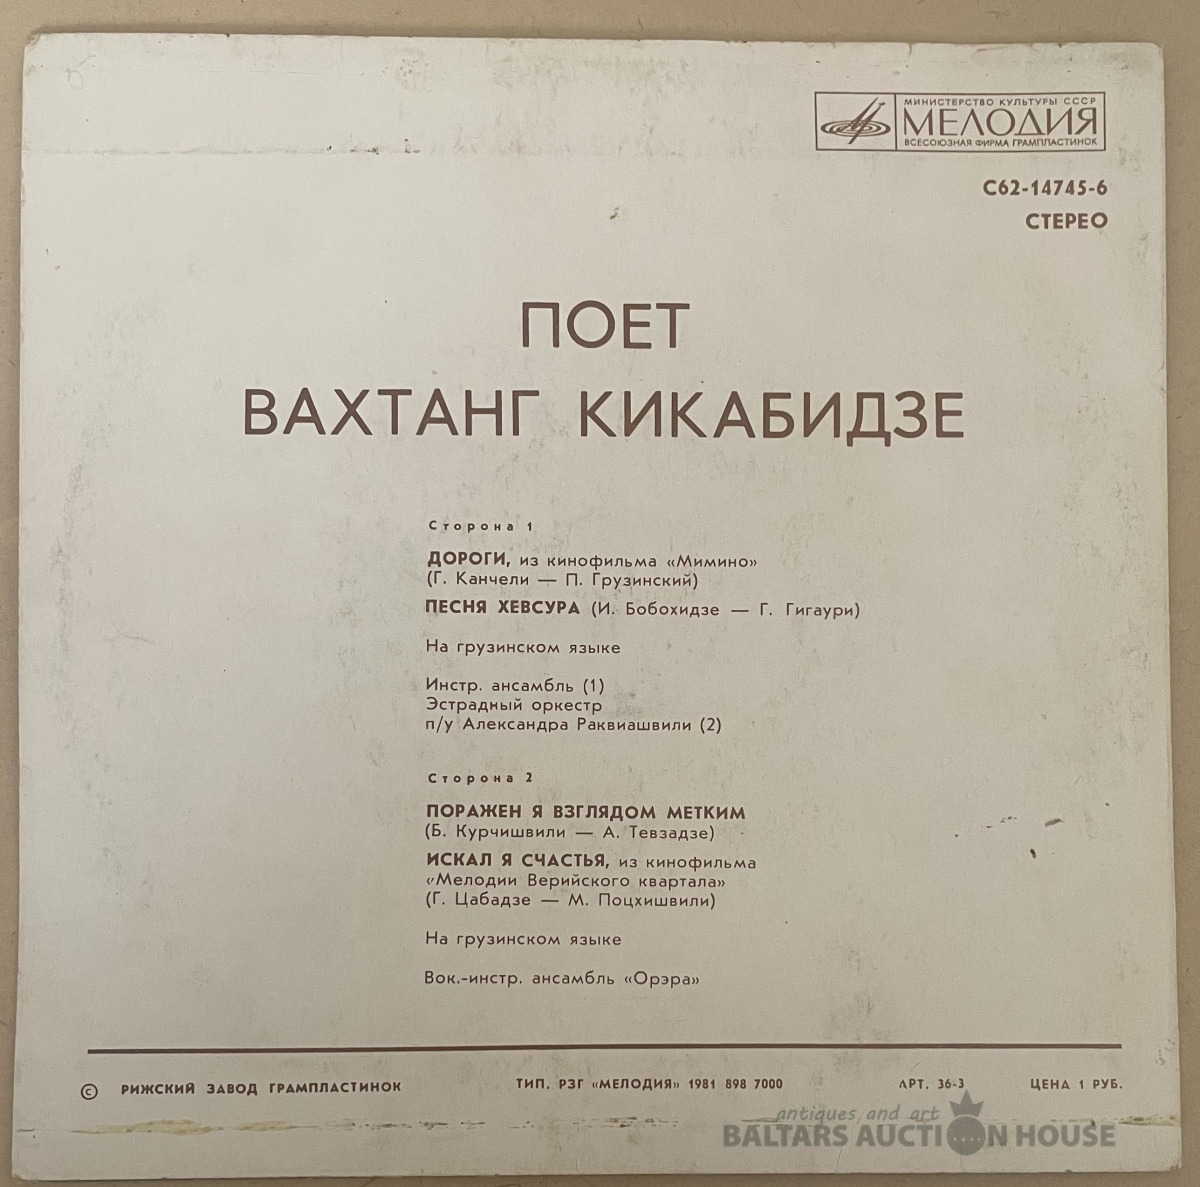 МИНИСТЕРСТВО КУЛЬТУРЫ СССР
МЕЛОДИЯ
ВСЕСОЮЗНАЯ ФИРМА ГРАМПЛАСТИНОК
С62-14745-6
СТЕРЕО
ПОЕТ
ВАХТАНГ КИКАБИДЗЕ
Сторона 1
ДОРОГИ, из кинофильма «Мимино»
(Г. Канчели — П. Грузинский)
ПЕСНЯ ХЕВСУРА (И. Бобохидзе — Г. Гигаури)
На грузинском языке
Инстр. ансамбль (1)
Эстрадный оркестр
п/у Александра Раквиашвили (2)
Сторона 2
ПОРАЖЕН Я ВЗГЛЯДОМ МЕТКИМ
(Б. Курчишвили — А. Тевзадзе)
ИСКАЛ Я СЧАСТЬЯ, из кинофильма
«Мелодии Верийского квартала»
(Г. Цабадзе — М. Поцхишвили)
На грузинском языке
Вок.-инстр. ансамбль «Орэра»
© РИЖСКИЙ ЗАВОД ГРАМПЛАСТИНОК ТИП. РЗГ «МЕЛОДИЯ» 1981 898 7000 АРТ. 36-3 ЦЕНА 1 РУБ.
antiques and art
BALTARS AUCTION HOUSE